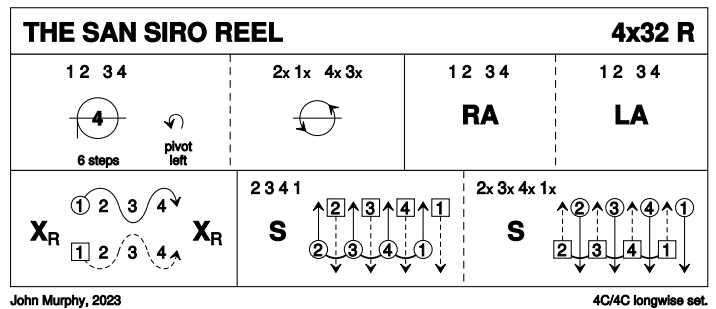 THE SAN SIRO REEL 4x32 R
1 2 3 4 2x 1x 4x 3x 1 2 3 4 1 2 3 4
4 RA LA
6 steps pivot
left
2 3 4 1 2x 3x 4x 1x
1 2 3 4 2 3 4 1 2 3 4 1
XR XR S S
1 2 3 4 2 3 4 1 2 3 4 1
John Murphy, 2023 4C/4C longwise set.